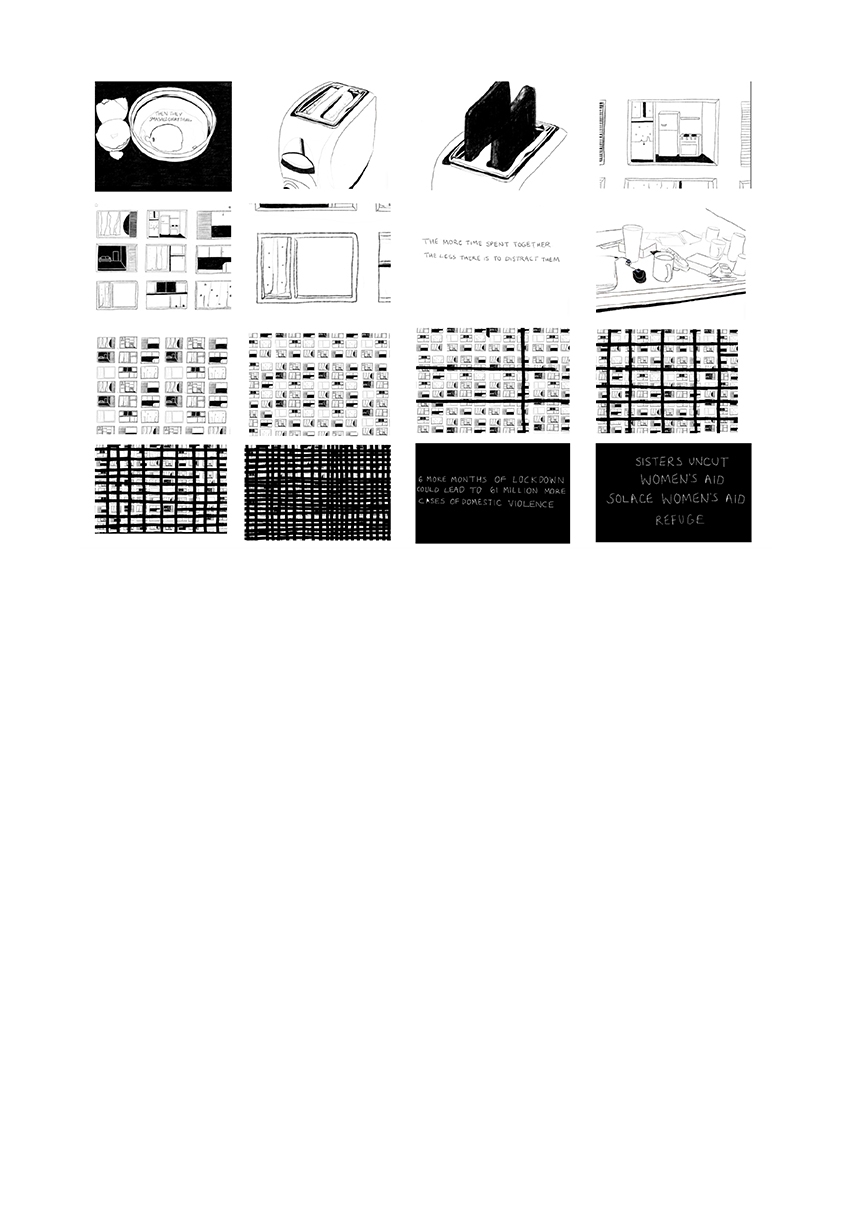 THE MORE TIME SPENT TOGETHER
THE LESS THERE IS TO DISTRACT THEM
6 MORE MONTHS OF LOCKDOWN
COULD LEAD TO 61 MILLION MORE
CASES OF DOMESTIC VIOLENCE
SISTERS UNCUT
WOMEN'S AID
SOLACE WOMEN'S AID
REFUGE